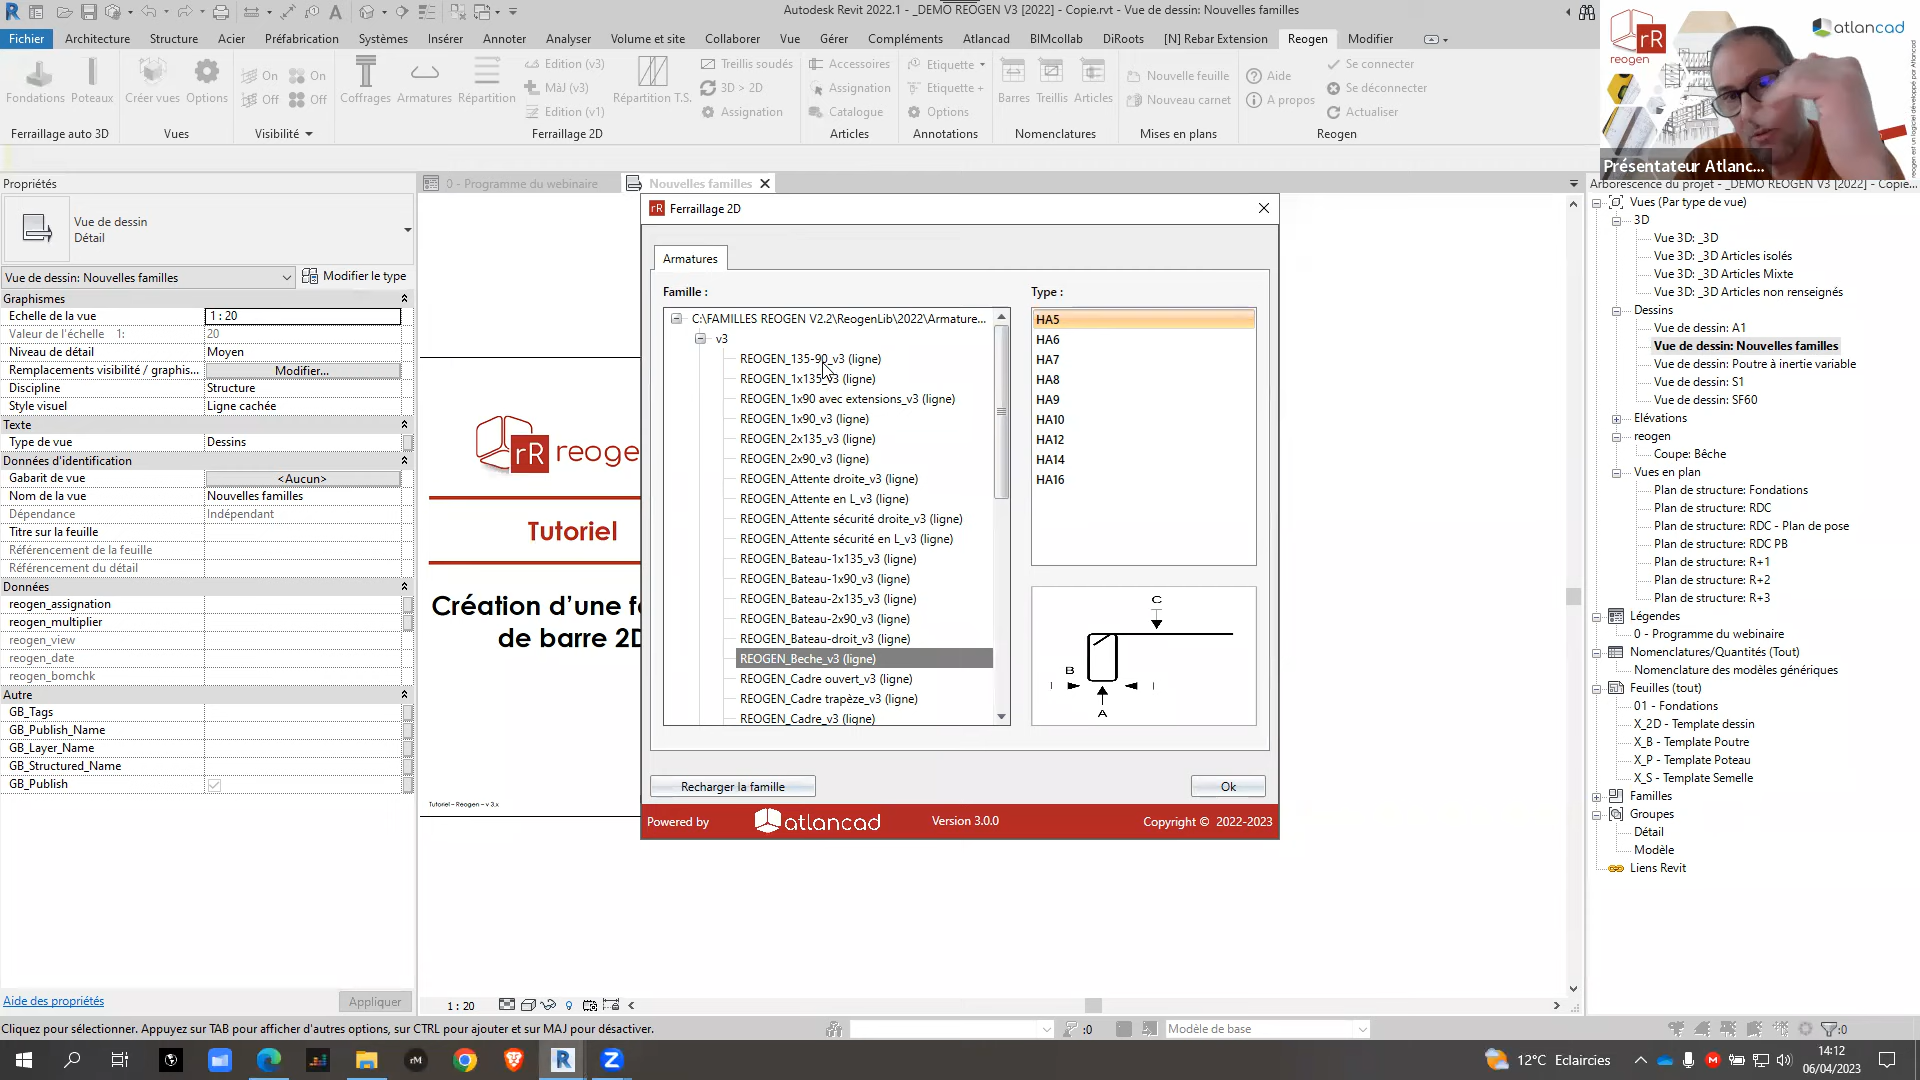 Autodesk Revit 2022.1 - _DEMO REOGEN V3 [2022] - Copie.rvt - Vue de dessin: Nouvelles familles
Fichier Architecture Structure Acier Préfabrication Systèmes Insérer Annoter Analyser Volume et site Collaborer Vue Gérer Compléments Atlancad BIMcollab DiRoots [N] Rebar Extension Reogen Modifier
On On Edition (v3) Treillis soudés Accessoires Etiquette Nouvelle feuille Aide Se connecter
Fondations Poteaux Créer vues Options Off Off Coffrages Armatures Répartition MàJ (v3) Répartition T.S. 3D > 2D Assignation Etiquette + Barres Treillis Articles Nouveau carnet A propos Se déconnecter
Edition (v1) Assignation Catalogue Options Actualiser
Ferraillage auto 3D Vues Visibilité Ferraillage 2D Articles Annotations Nomenclatures Mises en plans Reogen
rR reogen
atlancad
reogen est un logiciel développé par Atlancad
Présentateur Atlanc...
Propriétés
Vue de dessin
Détail
Vue de dessin: Nouvelles familles Modifier le type
Graphismes
Echelle de la vue 1 : 20
Valeur de l'échelle 1: 20
Niveau de détail Moyen
Remplacements visibilité / graphis... Modifier...
Discipline Structure
Style visuel Ligne cachée
Texte
Type de vue Dessins
Données d'identification
Gabarit de vue <Aucun>
Nom de la vue Nouvelles familles
Dépendance Indépendant
Titre sur la feuille
Référencement de la feuille
Référencement du détail
Données
reogen_assignation
reogen_multiplier
reogen_view
reogen_date
reogen_bomchk
Autre
GB_Tags
GB_Publish_Name
GB_Layer_Name
GB_Structured_Name
GB_Publish
Aide des propriétés Appliquer
0 - Programme du webinaire Nouvelles familles
rR reoge
Tutoriel
Création d'une f
de barre 2D
Tutoriel – Reogen – v 3.x
rR Ferraillage 2D
Armatures
Famille :
C:\FAMILLES REOGEN V2.2\ReogenLib\2022\Armature...
v3
REOGEN_135-90_v3 (ligne)
REOGEN_1x135_v3 (ligne)
REOGEN_1x90 avec extensions_v3 (ligne)
REOGEN_1x90_v3 (ligne)
REOGEN_2x135_v3 (ligne)
REOGEN_2x90_v3 (ligne)
REOGEN_Attente droite_v3 (ligne)
REOGEN_Attente en L_v3 (ligne)
REOGEN_Attente sécurité droite_v3 (ligne)
REOGEN_Attente sécurité en L_v3 (ligne)
REOGEN_Bateau-1x135_v3 (ligne)
REOGEN_Bateau-1x90_v3 (ligne)
REOGEN_Bateau-2x135_v3 (ligne)
REOGEN_Bateau-2x90_v3 (ligne)
REOGEN_Bateau-droit_v3 (ligne)
REOGEN_Beche_v3 (ligne)
REOGEN_Cadre ouvert_v3 (ligne)
REOGEN_Cadre trapèze_v3 (ligne)
REOGEN_Cadre_v3 (ligne)
Type :
HA5
HA6
HA7
HA8
HA9
HA10
HA12
HA14
HA16
C
B
A
Recharger la famille Ok
Powered by atlancad Version 3.0.0 Copyright © 2022-2023
Arborescence du projet - _DEMO REOGEN V3 [2022] - Copie...
Vues (Par type de vue)
3D
Vue 3D: _3D
Vue 3D: _3D Articles isolés
Vue 3D: _3D Articles Mixte
Vue 3D: _3D Articles non renseignés
Dessins
Vue de dessin: A1
Vue de dessin: Nouvelles familles
Vue de dessin: Poutre à inertie variable
Vue de dessin: S1
Vue de dessin: SF60
Elévations
reogen
Coupe: Bêche
Vues en plan
Plan de structure: Fondations
Plan de structure: RDC
Plan de structure: RDC - Plan de pose
Plan de structure: RDC PB
Plan de structure: R+1
Plan de structure: R+2
Plan de structure: R+3
Légendes
0 - Programme du webinaire
Nomenclatures/Quantités (Tout)
Nomenclature des modèles génériques
Feuilles (tout)
01 - Fondations
X_2D - Template dessin
X_B - Template Poutre
X_P - Template Poteau
X_S - Template Semelle
Familles
Groupes
Détail
Modèle
Liens Revit
1 : 20
Cliquez pour sélectionner. Appuyez sur TAB pour afficher d'autres options, sur CTRL pour ajouter et sur MAJ pour désactiver. :0 Modèle de base :0
rM 12°C Eclaircies 14:12
06/04/2023